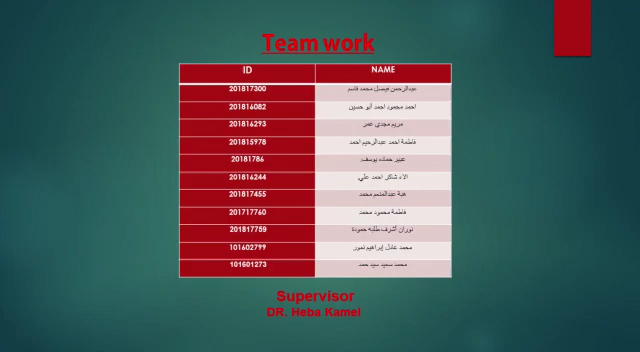 Team work
ID NAME
201817300 عبدالرحمن فيصل محمد قاسم
201816082 احمد محمود احمد أبو حسين
201816293 مريم مجدي عمر
201815978 فاطمة احمد عبدالرحيم احمد
20181786 عبير حماده يوسف
201816244 الاء شاكر احمد علي
201817455 هبة عبدالمنعم محمد
201717760 فاطمة محمود محمد
201817759 نوران أشرف طلبه حمودة
101602799 محمد عادل إبراهيم نمور
101601273 محمد سعيد سيد حمد
Supervisor
DR. Heba Kamel